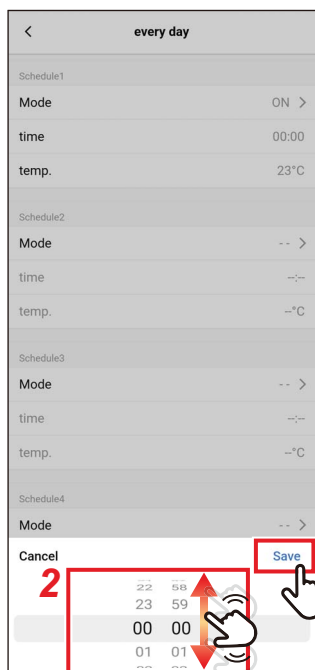 every day
Schedule1
Mode ON
time 00:00
temp. 23°C
Schedule2
Mode --
time --:--
temp. --°C
Schedule3
Mode --
time --:--
temp. --°C
Schedule4
Mode --
Cancel Save
2
22 58
23 59
00 00
01 01